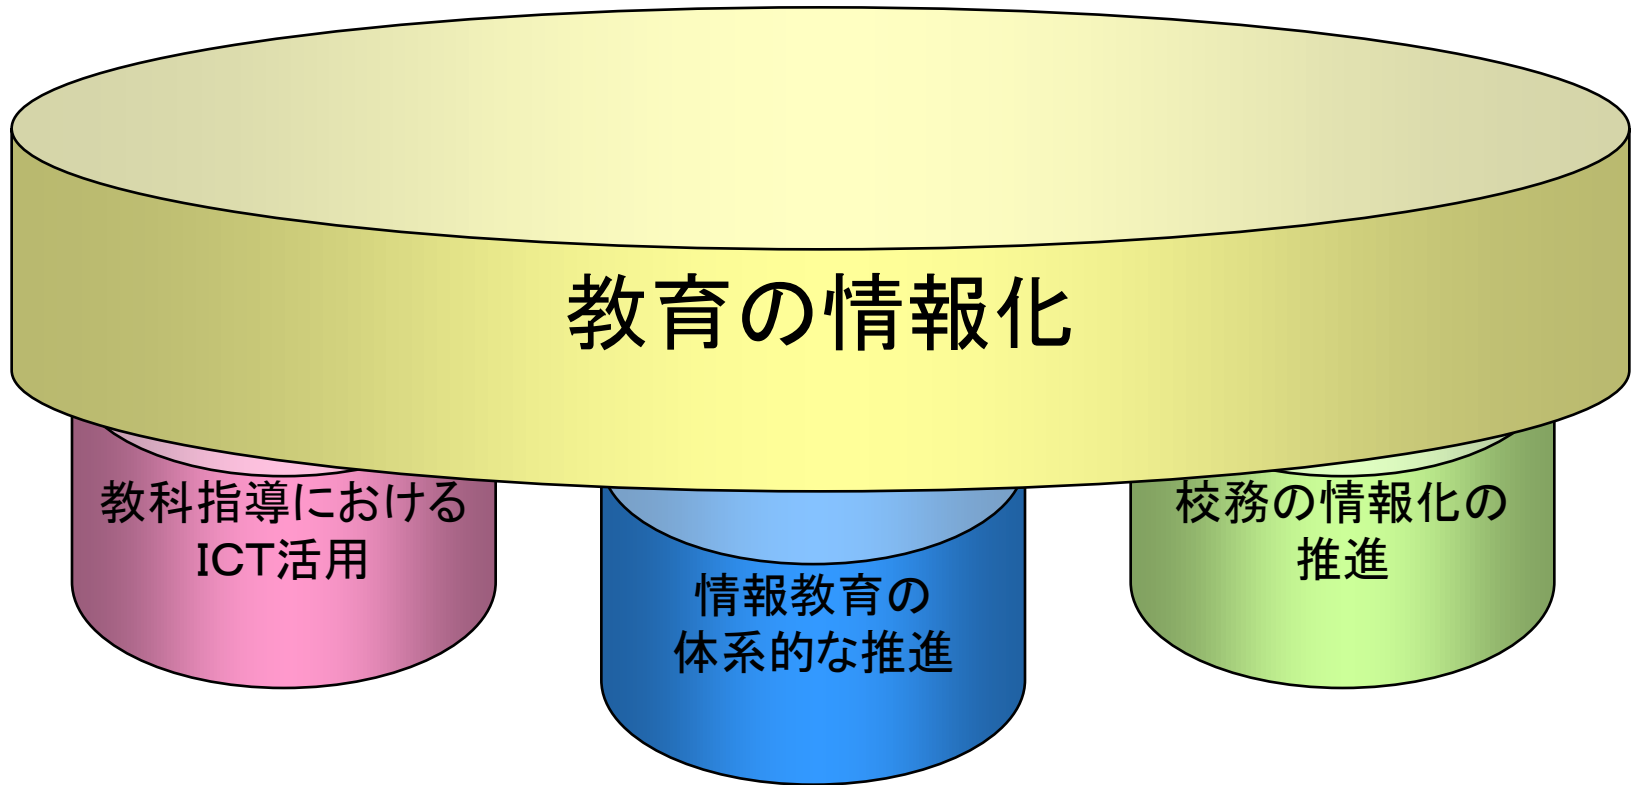 教育の情報化
教科指導における
ICT活用
情報教育の
体系的な推進
校務の情報化の
推進